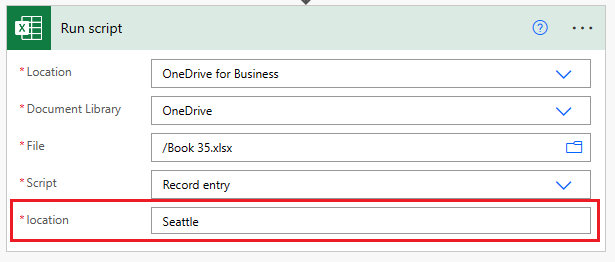 Run script
* Location OneDrive for Business
* Document Library OneDrive
* File /Book 35.xlsx
* Script Record entry
* location Seattle